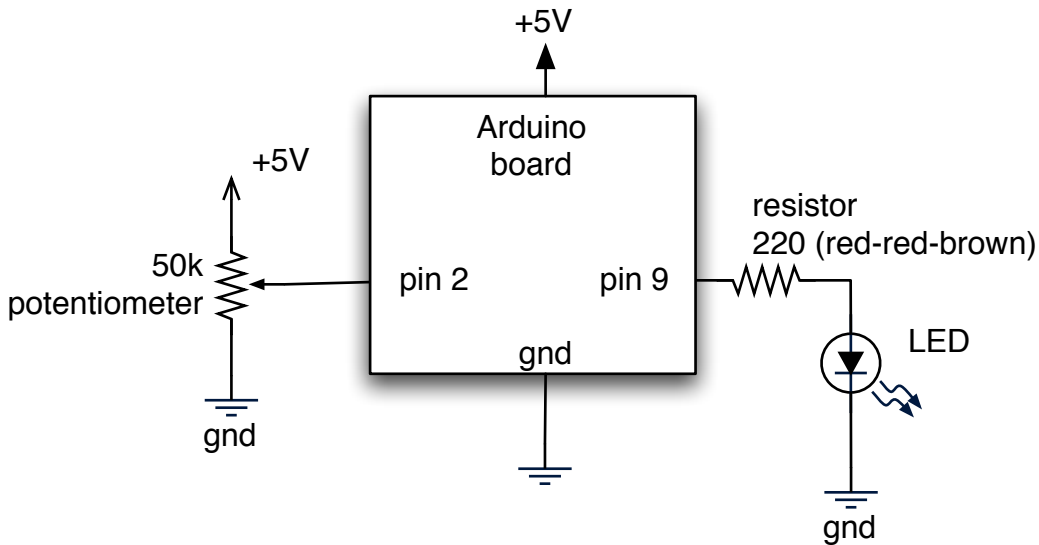 +5V
Arduino
board
+5V
50k
potentiometer
pin 2
pin 9
gnd
resistor
220 (red-red-brown)
LED
gnd
gnd